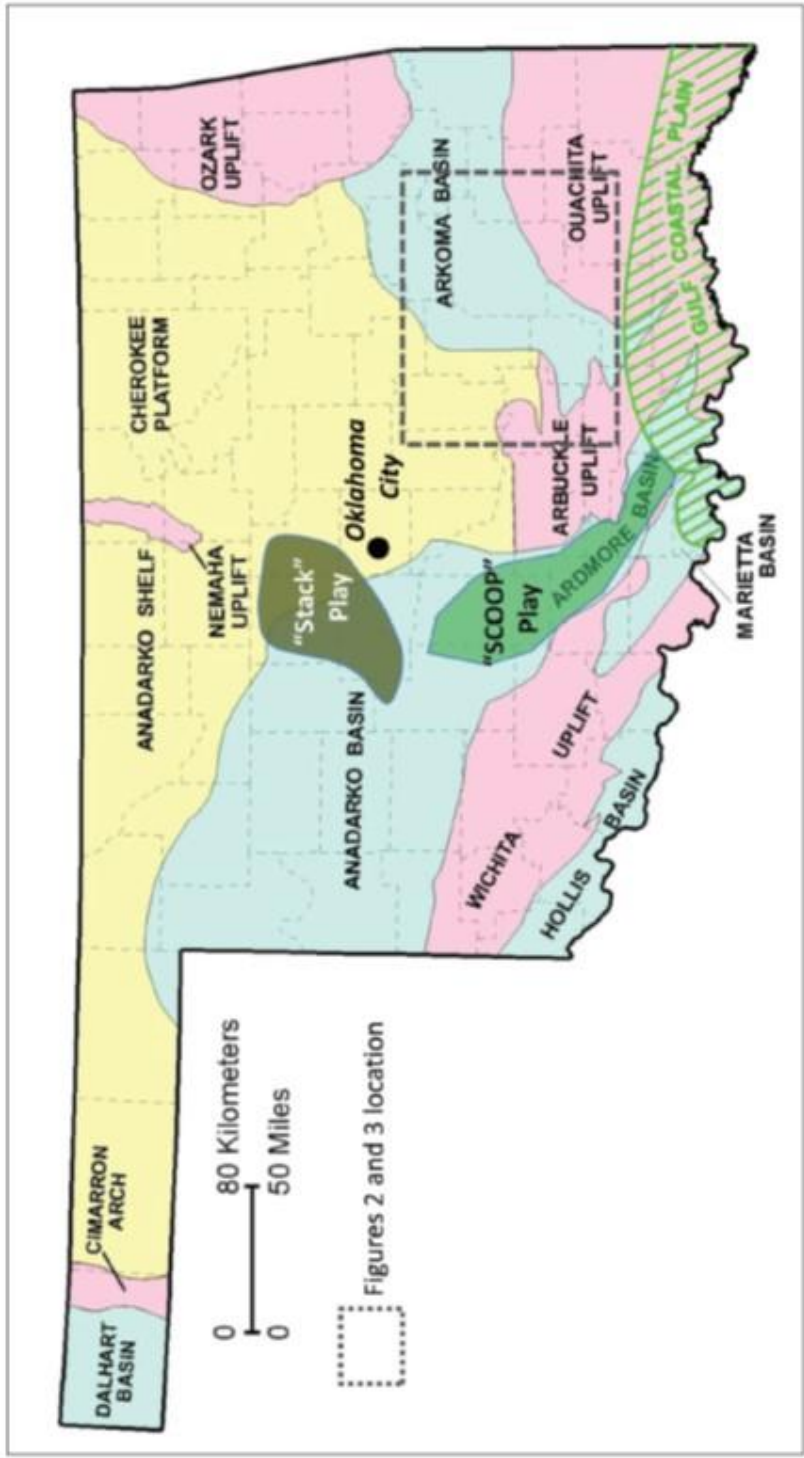 DALHART
BASIN
CIMARRON
ARCH
ANADARKO SHELF
NEMAHA
UPLIFT
CHEROKEE
PLATFORM
OZARK
UPLIFT
"Stack"
Play
Oklahoma
City
ANADARKO BASIN
ARKOMA BASIN
"SCOOP"
Play
ARDMORE BASIN
ARBUCKLE
UPLIFT
OUACHITA
UPLIFT
WICHITA
UPLIFT
HOLLIS
BASIN
MARIETTA
BASIN
GULF COASTAL PLAIN
0 80 Kilometers
0 50 Miles
Figures 2 and 3 location